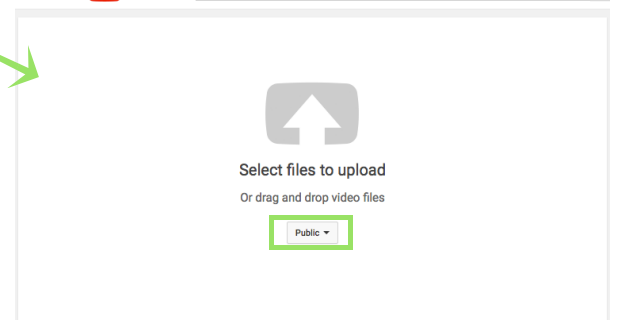 Select files to upload
Or drag and drop video files
Public